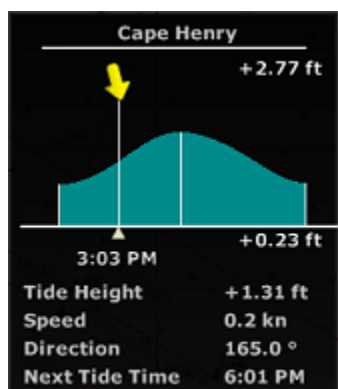 Cape Henry
+2.77 ft
+0.23 ft
3:03 PM
Tide Height +1.31 ft
Speed 0.2 kn
Direction 165.0 °
Next Tide Time 6:01 PM